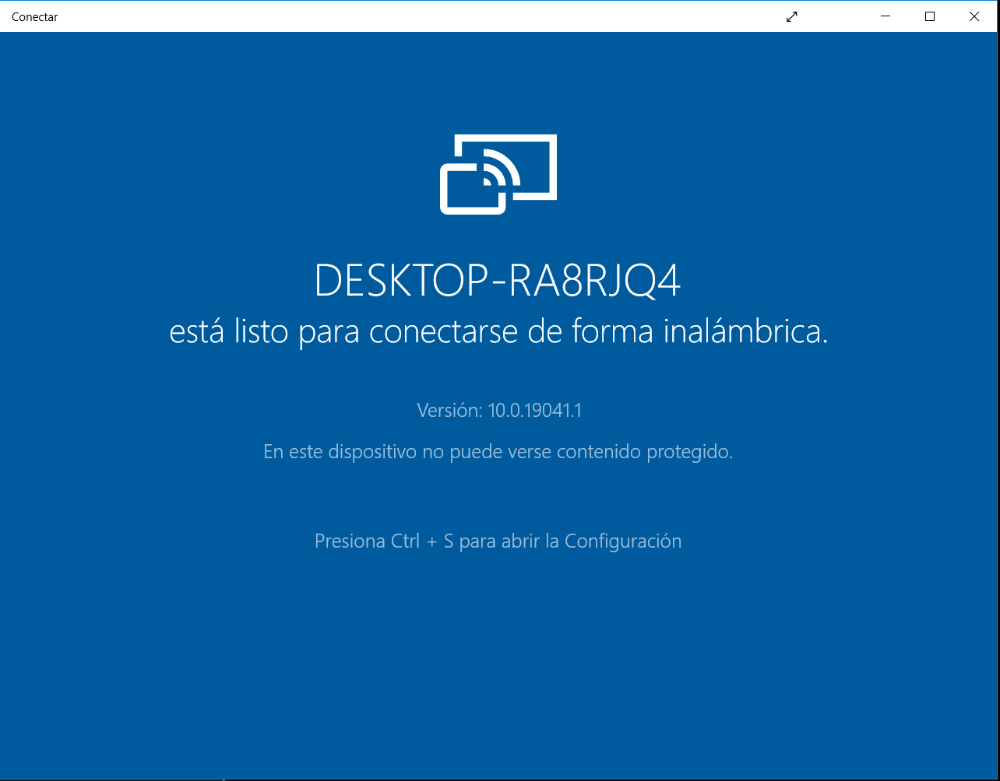 Conectar
DESKTOP-RA8RJQ4
está listo para conectarse de forma inalámbrica.
Versión: 10.0.19041.1
En este dispositivo no puede verse contenido protegido.
Presiona Ctrl + S para abrir la Configuración